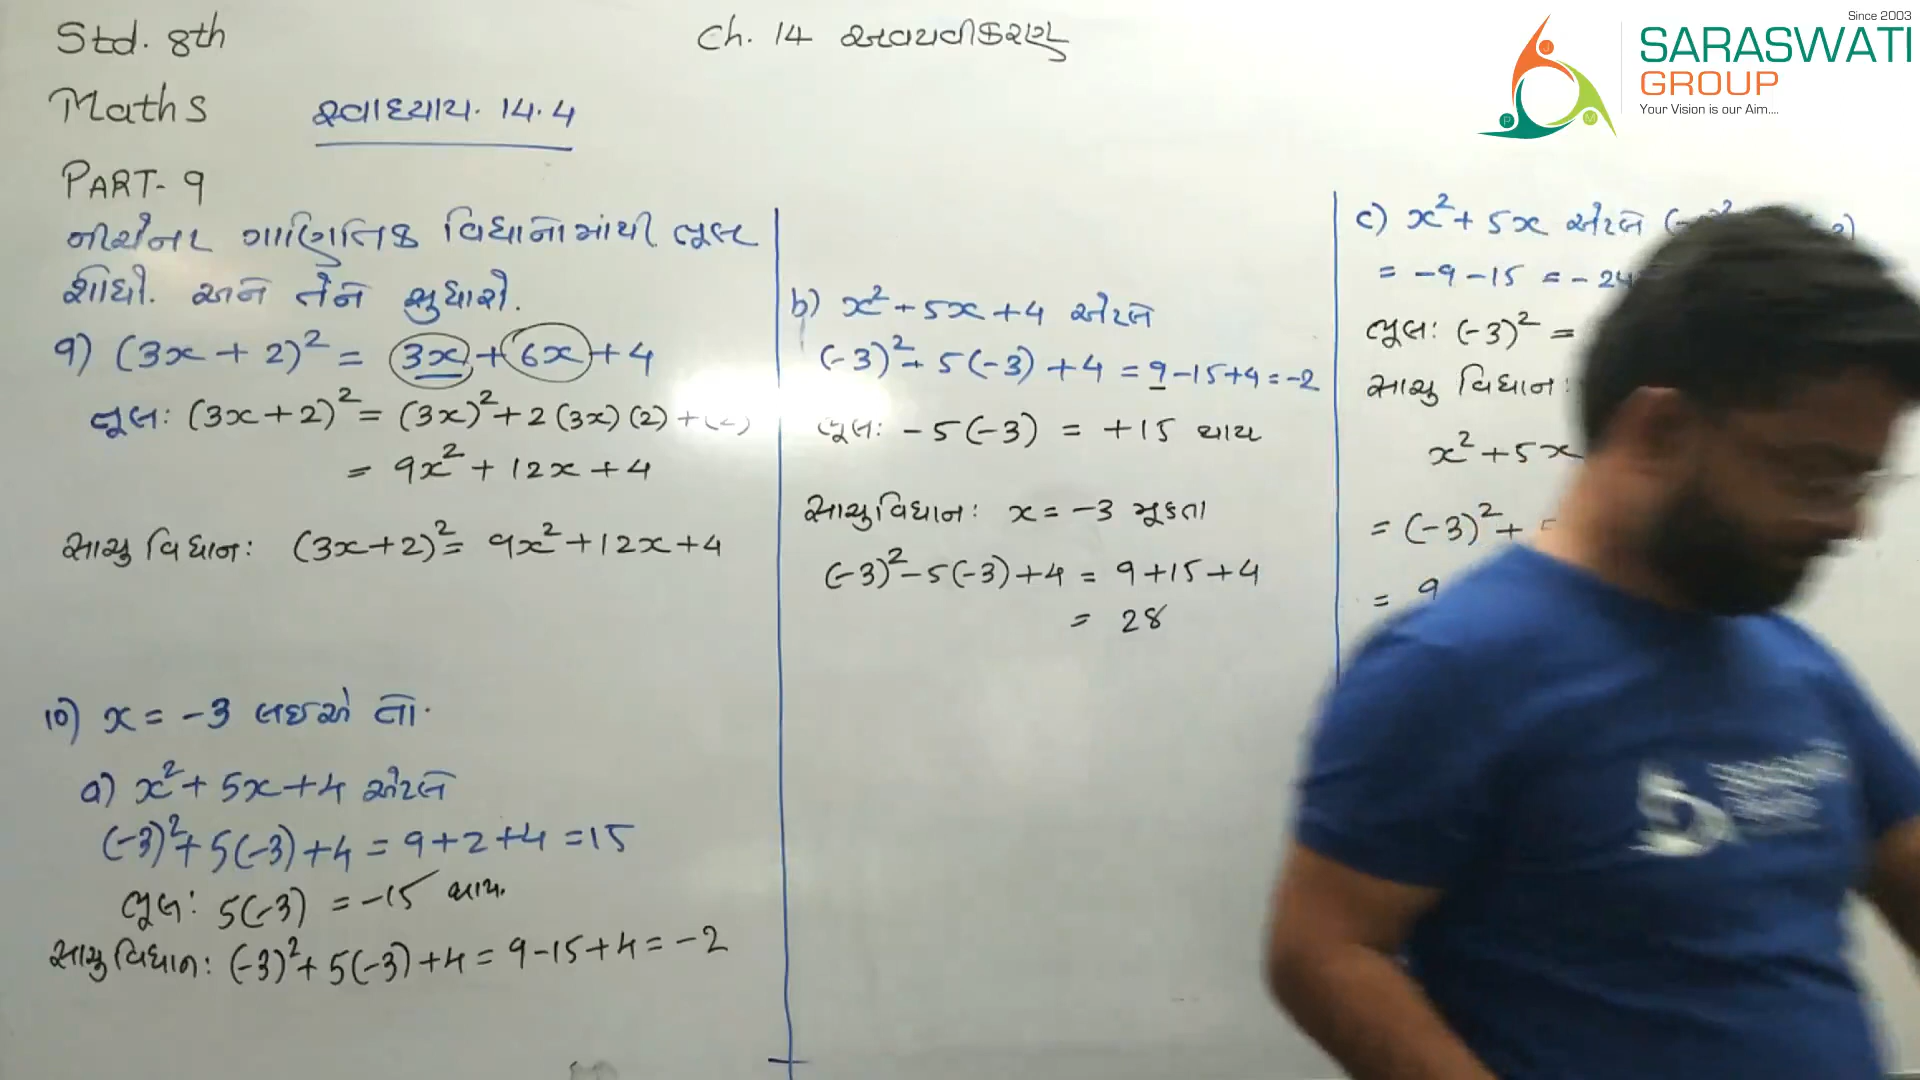 Std. 8th
Ch. 14 અવયવીકરણ
Since 2003
SARASWATI
GROUP
Your Vision is our Aim....
Maths
સ્વાધ્યાય. 14.4
PART- 9
નીચેના ગાણિતિક વિધાનોમાંથી ભૂલ
શોધો. અને તેને સુધારો.
9) (3x + 2)² = 3x + 6x + 4
ભૂલ: (3x+2)² = (3x)² + 2 (3x) (2) +
= 9x² + 12x + 4
સાચુ વિધાન: (3x+2)² = 9x² + 12x + 4
10) x = -3 લઈએ તો.
a) x² + 5x + 4 એટલે
(-3)² + 5(-3) + 4 = 9 + 2 + 4 = 15
ભૂલ: 5(-3) = -15 થાય.
સાચુ વિધાન: (-3)² + 5(-3) + 4 = 9 - 15 + 4 = -2
b) x² - 5x + 4 એટલે
(-3)² - 5(-3) + 4 = 9 - 15 + 4 = -2
ભૂલ: - 5(-3) = +15 થાય
સાચુ વિધાન: x = -3 મૂકતા
(-3)² - 5(-3) + 4 = 9 + 15 + 4
= 28
c) x² + 5x એટલે
= -9 - 15 = - 24
ભૂલ: (-3)² =
સાચુ વિધાન:
x² + 5x
= (-3)² +
= 9